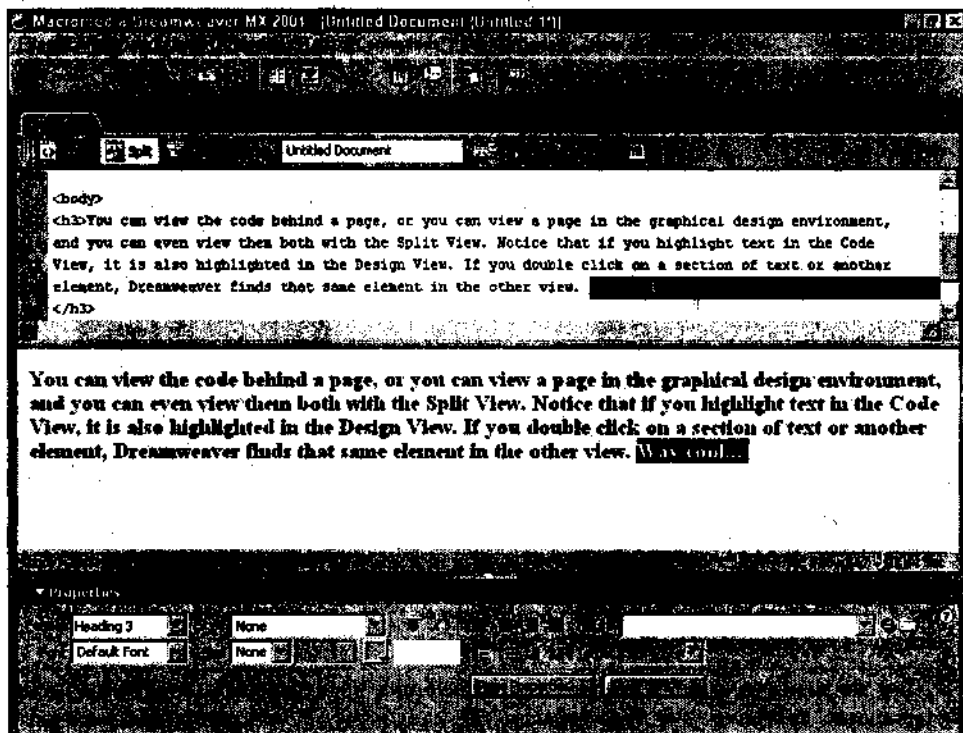 Macromedia Dreamweaver MX 2004 - [Untitled Document (Untitled-1*)]
Split
Untitled Document
<body>
<h3>You can view the code behind a page, or you can view a page in the graphical design environment,
and you can even view them both with the Split View. Notice that if you highlight text in the Code
View, it is also highlighted in the Design View. If you double click on a section of text or another
element, Dreamweaver finds that same element in the other view.
</h3>
You can view the code behind a page, or you can view a page in the graphical design environment,
and you can even view them both with the Split View. Notice that if you highlight text in the Code
View, it is also highlighted in the Design View. If you double click on a section of text or another
element, Dreamweaver finds that same element in the other view. Way cool...
Properties
Heading 3
None
Default Font
None